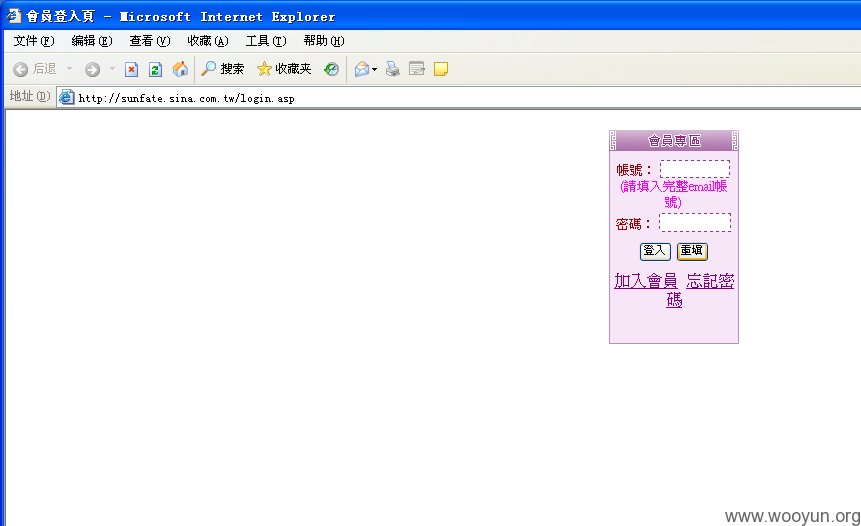 會員登入頁 - Microsoft Internet Explorer
文件(F) 编辑(E) 查看(V) 收藏(A) 工具(T) 帮助(H)
后退 搜索 收藏夹
地址(D) http://sunfate.sina.com.tw/login.asp
會員專區
帳號：
(請填入完整email帳
號)
密碼：
登入 重填
加入會員 忘記密
碼
www.wooyun.org